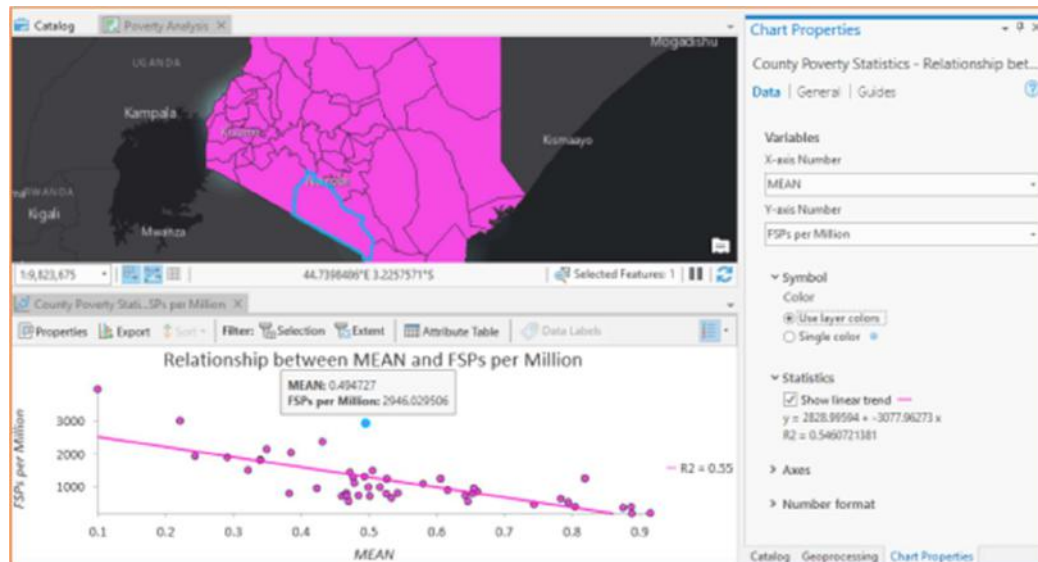 Catalog
Poverty Analysis
UGANDA
Kampala
Mogadishu
Kismaayo
RWANDA
Kigali
Mwanza
1:9,823,675
44.7398486°E 3.2257571°S
Selected Features: 1
County Poverty Stati...SPs per Million
Properties Export Sort Filter: Selection Extent Attribute Table Data Labels
Relationship between MEAN and FSPs per Million
MEAN: 0.494727
FSPs per Million: 2946.029506
FSPs per Million
3000
2000
1000
R2 = 0.55
0.1 0.2 0.3 0.4 0.5 0.6 0.7 0.8 0.9
MEAN
Chart Properties
County Poverty Statistics - Relationship bet...
Data | General | Guides
Variables
X-axis Number
MEAN
Y-axis Number
FSPs per Million
Symbol
Color
Use layer colors
Single color
Statistics
Show linear trend
y = 2828.99594 + -3077.96273 x
R2 = 0.5460721381
Axes
Number format
Catalog Geoprocessing Chart Properties